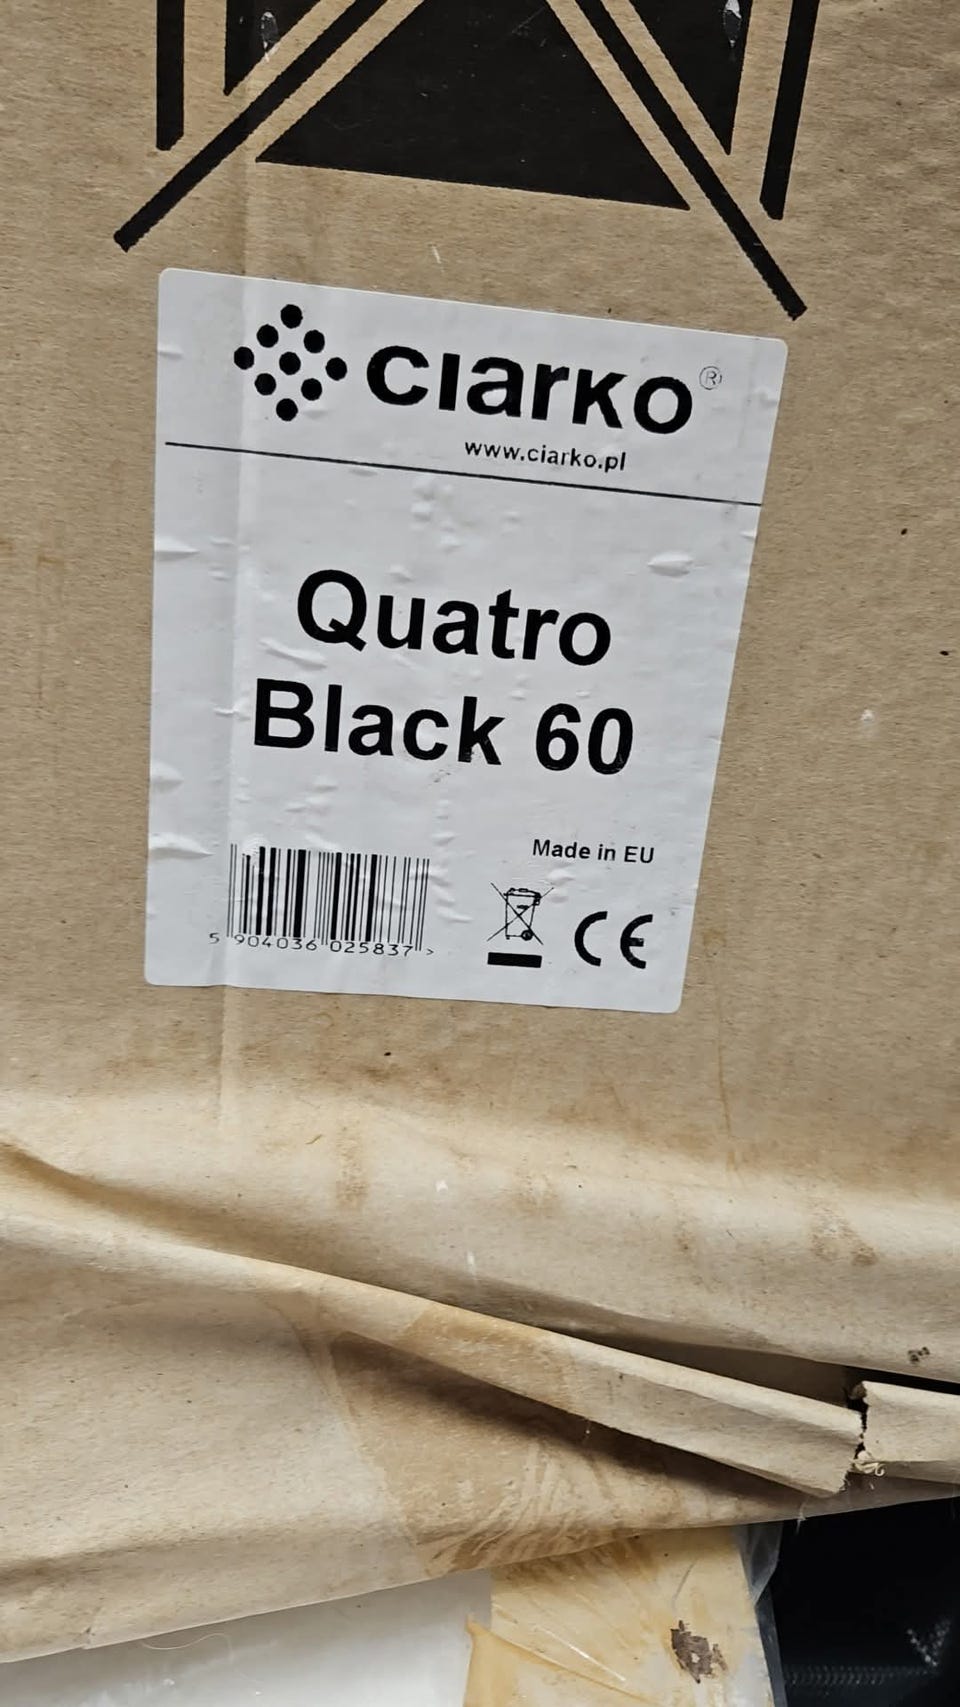 CIARKO®
www.ciarko.pl
Quatro
Black 60
Made in EU
5 904036 025837 >
CE